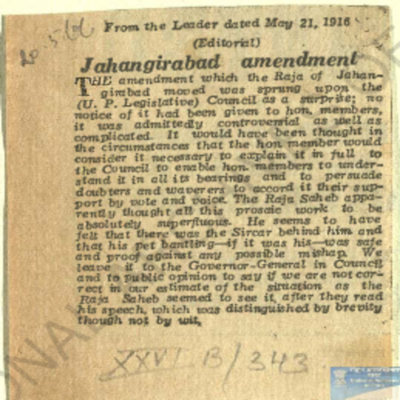 20.5.66
From the Leader dated May 21, 1916
(Editorial)
Jahangirabad amendment
THE amendment which the Raja of Jahan-
girabad moved was sprung upon the
(U. P. Legislative) Council as a surprise; no
notice of it had been given to hon. members,
it was admittedly controversial as well as
complicated. It would have been thought in
the circumstances that the hon. member would
consider it necessary to explain it in full to
the Council to enable hon. members to under-
stand it in all its bearings and to persuade
doubters and waverers to accord it their sup-
port by vote and voice. The Raja Saheb appa-
rently thought all this prosaic work to be
absolutely superfluous. He seems to have
felt that there was the Sircar behind him and
that his pet bantling—if it was his—was safe
and proof against any possible mishap. We
leave it to the Governor-General in Council
and to public opinion to say if we are not cor-
rect in our estimate of the situation as the
Raja Saheb seemed to see it, after they read
his speech, which was distinguished by brevity
though not by wit.
XXVI B/343